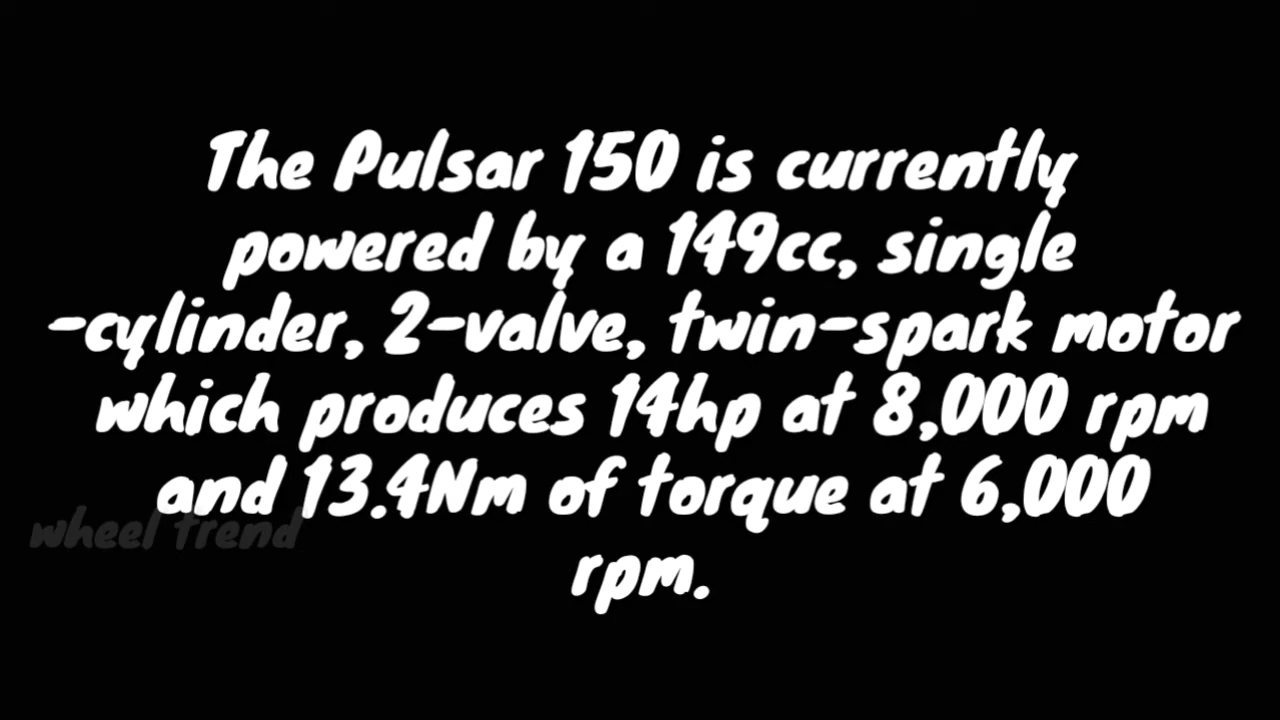 The Pulsar 150 is currently
powered by a 149cc, single
-cylinder, 2-valve, twin-spark motor
which produces 14hp at 8,000 rpm
and 13.4Nm of torque at 6,000
rpm.
wheel trend